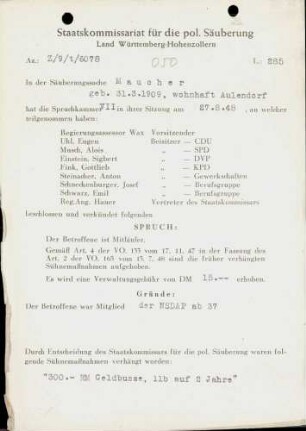 Staatskommissariat für die pol. Säuberung
Land Württemberg-Hohenzollern
Az.: Z/9/1/6078 050 L. 285
In der Säuberungssache Maucher
geb. 31.3.1909, wohnhaft Aulendorf
hat die Spruchkammer VII in ihrer Sitzung am 27.8.48, an welcher
teilgenommen haben:
Regierungsassessor Wax Vorsitzender
Uhl, Eugen Beisitzer — CDU
Musch, Alois „ — SPD
Einstein, Sigbert „ — DVP
Fink, Gottlieb „ — KPD
Steinacher, Anton „ — Gewerkschaften
Schneckenburger, Josef „ — Berufsgruppe
Schwarz, Emil „ — Berufsgruppe
Reg.Ang. Hauer Vertreter des Staatskommissars
beschlossen und verkündet folgenden
SPRUCH:
Der Betroffene ist Mitläufer.
Gemäß Art. 4 der VO. 133 vom 17. 11. 47 in der Fassung des
Art. 2 der VO. 165 vom 13. 7. 48 sind die früher verhängten
Sühnemaßnahmen aufgehoben.
Es wird eine Verwaltungsgebühr von DM 15.-- erhoben.
Gründe:
Der Betroffene war Mitglied der NSDAP ab 37
Durch Entscheidung des Staatskommissars für die pol. Säuberung waren fol-
gende Sühnemaßnahmen verhängt worden:
"300.- RM Geldbusse, 11b auf 2 Jahre"